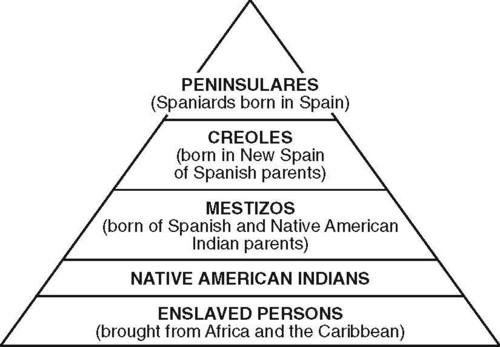 PENINSULARES
(Spaniards born in Spain)
CREOLES
(born in New Spain
of Spanish parents)
MESTIZOS
(born of Spanish and Native American
Indian parents)
NATIVE AMERICAN INDIANS
ENSLAVED PERSONS
(brought from Africa and the Caribbean)